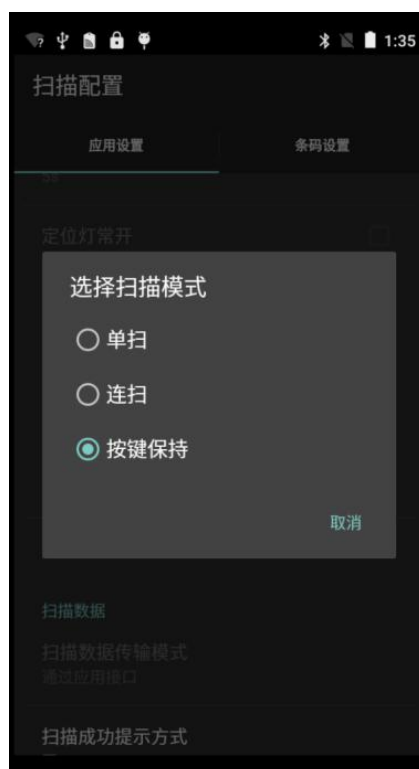 1:35
扫描配置
应用设置
条码设置
5s
定位灯常开
选择扫描模式
单扫
连扫
按键保持
取消
扫描数据
扫描数据传输模式
通过应用接口
扫描成功提示方式